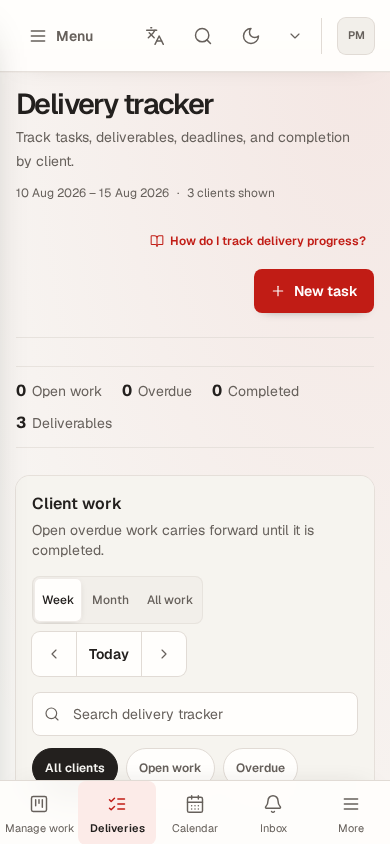 Menu
PM
Delivery tracker
Track tasks, deliverables, deadlines, and completion
by client.
10 Aug 2026 – 15 Aug 2026 · 3 clients shown
How do I track delivery progress?
New task
0 Open work 0 Overdue 0 Completed
3 Deliverables
Client work
Open overdue work carries forward until it is
completed.
Week Month All work
Today
Search delivery tracker
All clients Open work Overdue
Manage work Deliveries Calendar Inbox More